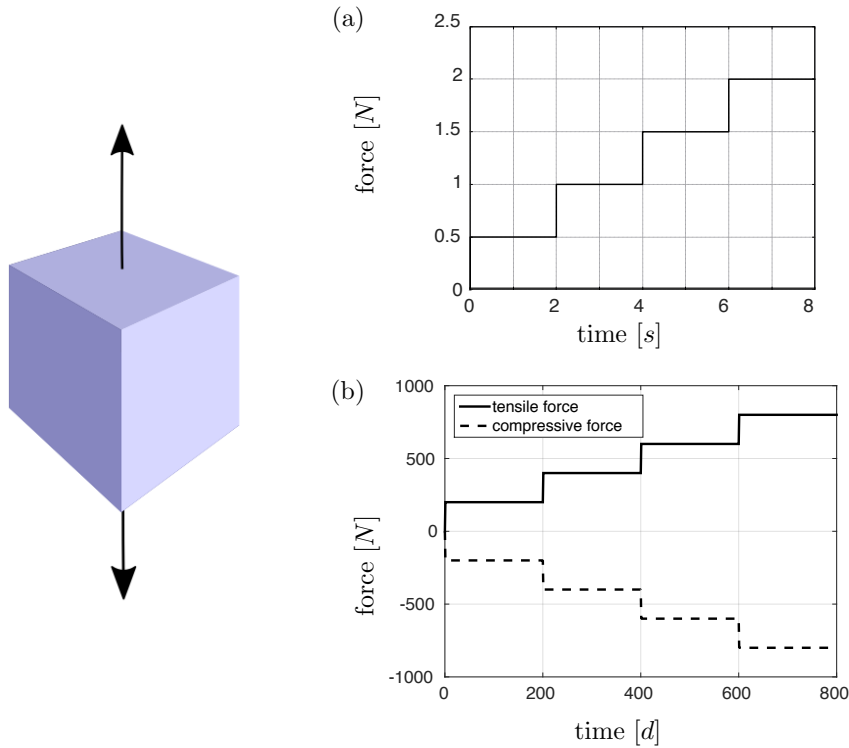 (a)
force [N]
2.5
2
1.5
1
0.5
0
0 2 4 6 8
time [s]
(b)
force [N]
1000
500
0
-500
-1000
tensile force
compressive force
0 200 400 600 800
time [d]